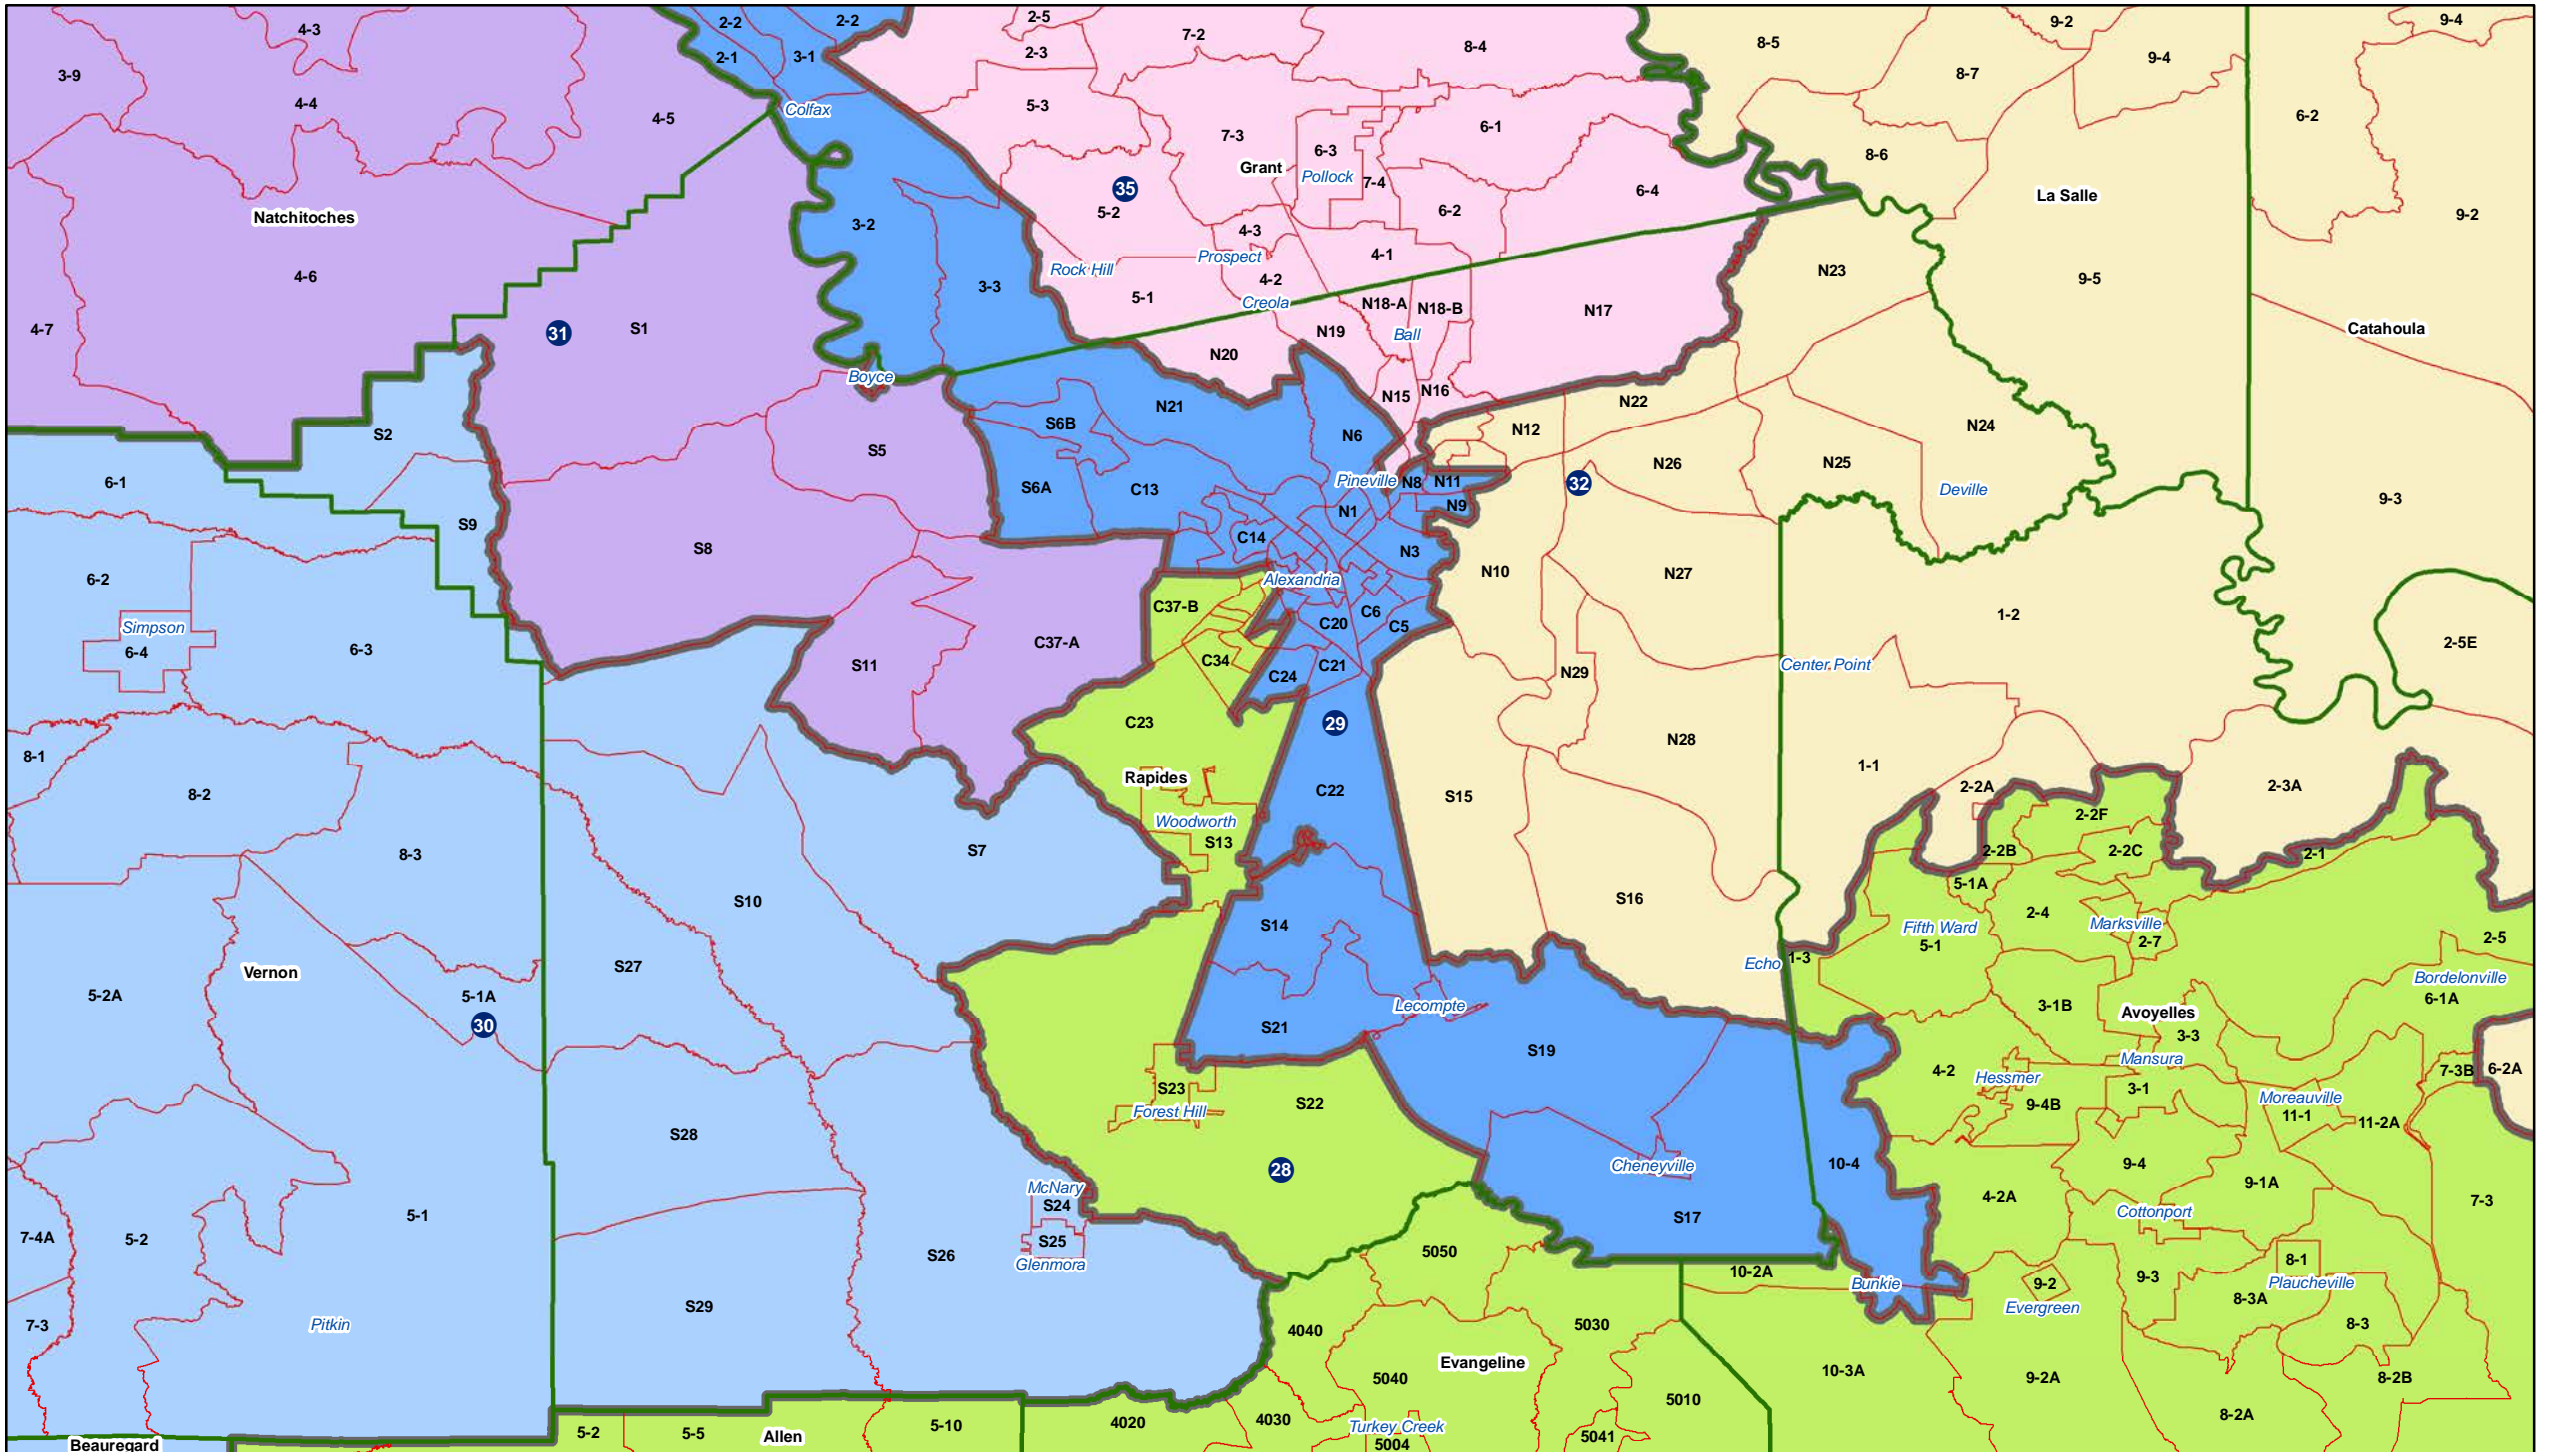 4-3
2-2
2-2
2-5
7-2
9-2
9-4
3-9
2-1
3-1
2-3
8-4
8-5
8-7
9-4
4-4
4-5
Colfax
5-3
7-3
6-1
6-2
6-3
8-6
Grant
Pollock
7-4
35
5-2
6-4
La Salle
Natchitoches
3-2
6-2
9-2
4-3
4-1
4-6
Rock Hill
Prospect
N23
9-5
3-3
4-2
5-1
Creola
N18-A
N18-B
N17
4-7
31
S1
N19
Ball
Catahoula
N20
Boyce
N15
N16
N21
N22
S2
S6B
N6
N12
N24
S5
6-1
S6A
C13
Pineville
N8
N11
32
N26
N25
Deville
9-3
S9
N1
N9
S8
C14
N3
6-2
Alexandria
N10
N27
C37-B
C6
1-2
Simpson
C20
C5
6-4
6-3
C37-A
2-5E
S11
C34
C21
Center Point
C24
N29
C23
29
N28
8-1
1-1
Rapides
2-2A
2-3A
8-2
C22
S15
Woodworth
2-2F
S13
8-3
S7
2-2B
2-2C
2-1
5-1A
S10
S16
2-4
S14
Fifth Ward
Marksville
5-1
2-7
2-5
Vernon
S27
Echo
1-3
Bordelonville
5-2A
5-1A
Lecompte
6-1A
30
3-1B
Avoyelles
S21
3-3
S19
Mansura
4-2
Hessmer
7-3B
6-2A
S23
3-1
Moreauville
Forest Hill
S22
9-4B
11-1
11-2A
S28
28
Cheneyville
10-4
9-4
McNary
9-1A
S24
4-2A
7-3
5-1
S17
Cottonport
7-4A
5-2
S25
S26
5050
Glenmora
10-2A
8-1
Bunkie
9-2
9-3
Plaucheville
S29
Evergreen
8-3A
7-3
Pitkin
4040
5030
8-3
Evangeline
10-3A
9-2A
8-2B
5040
5010
4020
4030
8-2A
5-2
5-5
Allen
5-10
Turkey Creek
5041
Beauregard
5004